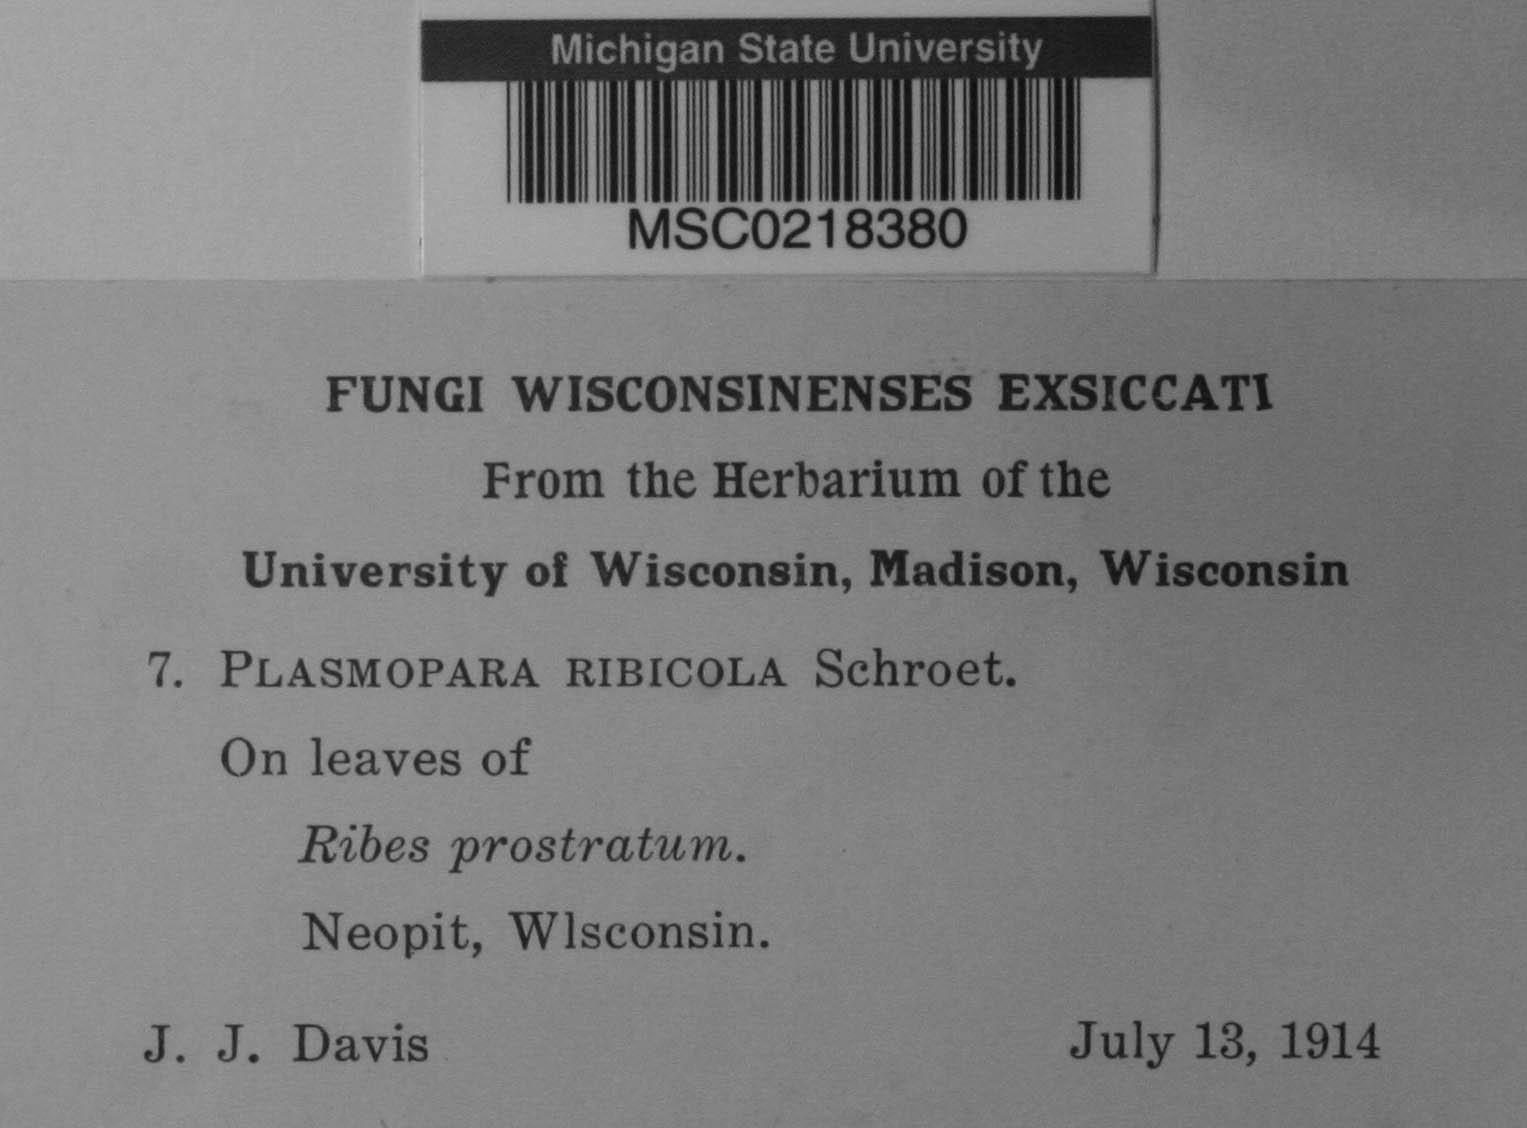 Michigan State University
MSC0218380
FUNGI WISCONSINENSES EXSICCATI
From the Herbarium of the
University of Wisconsin, Madison, Wisconsin
7. PLASMOPARA RIBICOLA Schroet.
On leaves of
Ribes prostratum.
Neopit, Wlsconsin.
J. J. Davis July 13, 1914